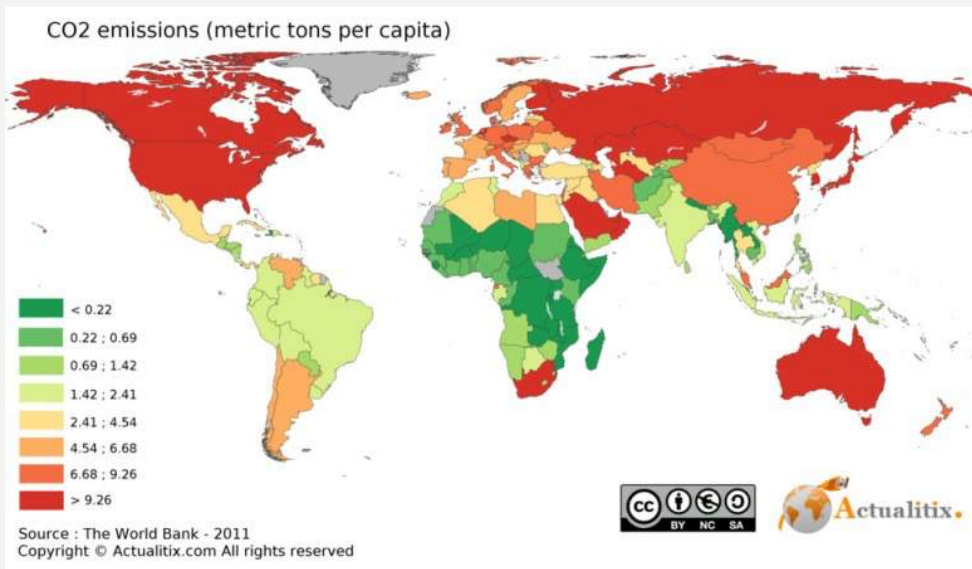 CO2 emissions (metric tons per capita)
< 0.22
0.22 ; 0.69
0.69 ; 1.42
1.42 ; 2.41
2.41 ; 4.54
4.54 ; 6.68
6.68 ; 9.26
> 9.26
Source : The World Bank - 2011
Copyright © Actualitix.com All rights reserved
cc
BY NC SA
Actualitix.